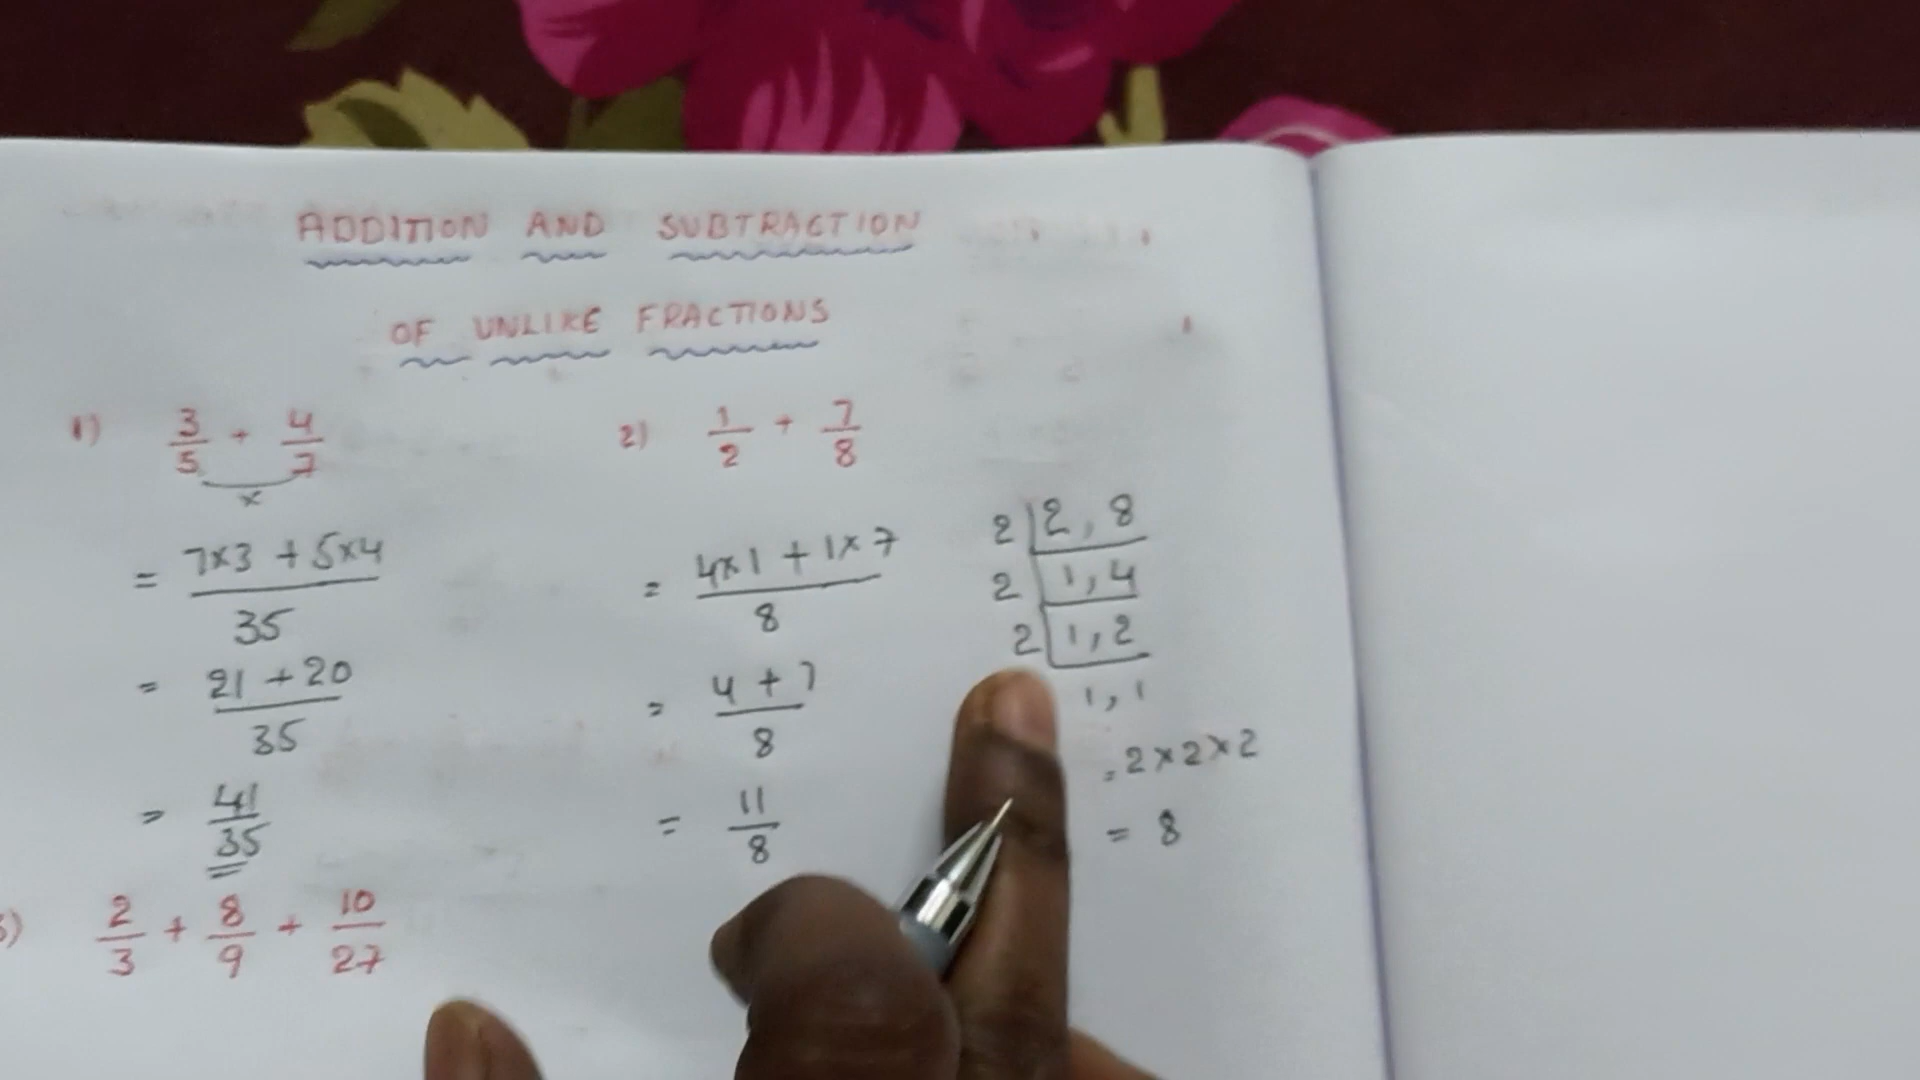 ADDITION AND SUBTRACTION
OF UNLIKE FRACTIONS
1) 3/5 + 4/7
×
= 7×3 + 5×4 / 35
= 21 + 20 / 35
= 41/35
2) 1/2 + 7/8
= 4×1 + 1×7 / 8
= 4 + 7 / 8
= 11/8
2 | 2, 8
2 | 1, 4
2 | 1, 2
1, 1
= 2×2×2
= 8
2/3 + 8/9 + 10/27